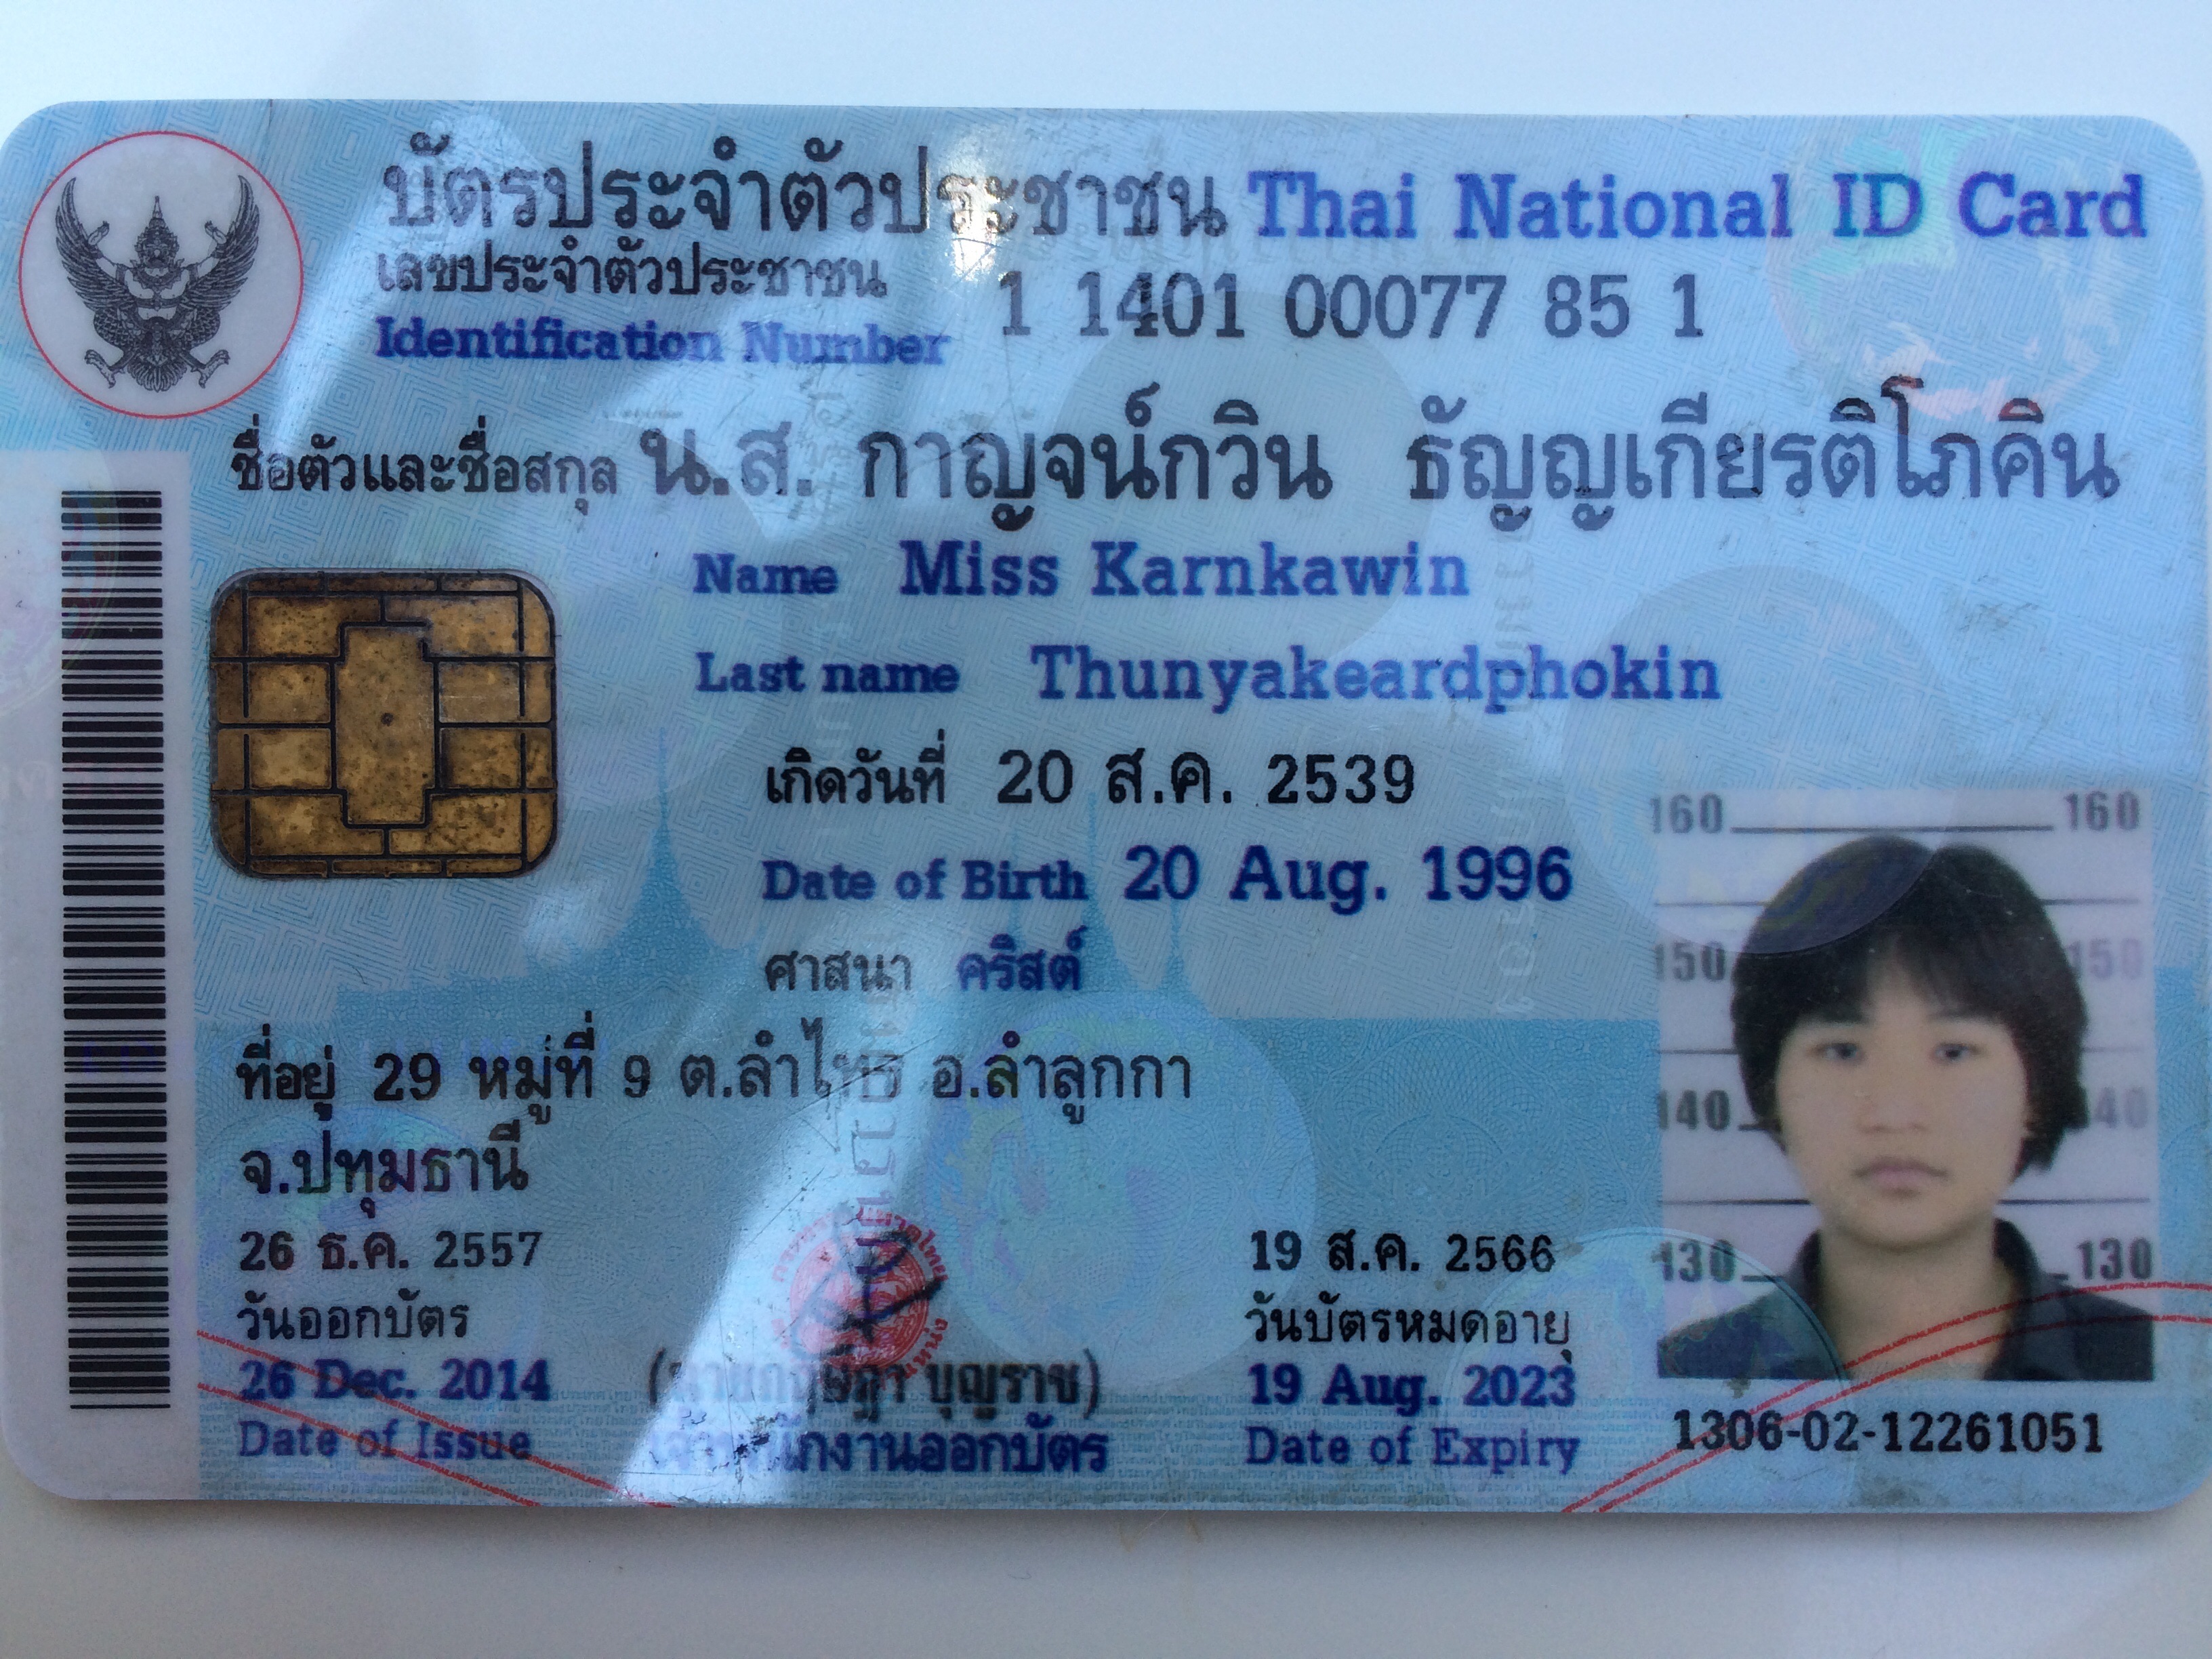 บัตรประจำตัวประชาชน Thai National ID Card
เลขประจำตัวประชาชน
Identification Number 1 1401 00077 85 1
ชื่อตัวและชื่อสกุล น.ส. กาญจน์กวิน ธัญญเกียรติโภคิน
Name Miss Karnkawin
Last name Thunyakeardphokin
เกิดวันที่ 20 ส.ค. 2539
Date of Birth 20 Aug. 1996
ศาสนา คริสต์
ที่อยู่ 29 หมู่ที่ 9 ต.ลำไทร อ.ลำลูกกา
จ.ปทุมธานี
160 160
150 150
140 140
130 130
26 ธ.ค. 2557
วันออกบัตร
26 Dec. 2014
Date of Issue
บุญราช)
เจ้าพนักงานออกบัตร
19 ส.ค. 2566
วันบัตรหมดอายุ
19 Aug. 2023
Date of Expiry
1306-02-12261051